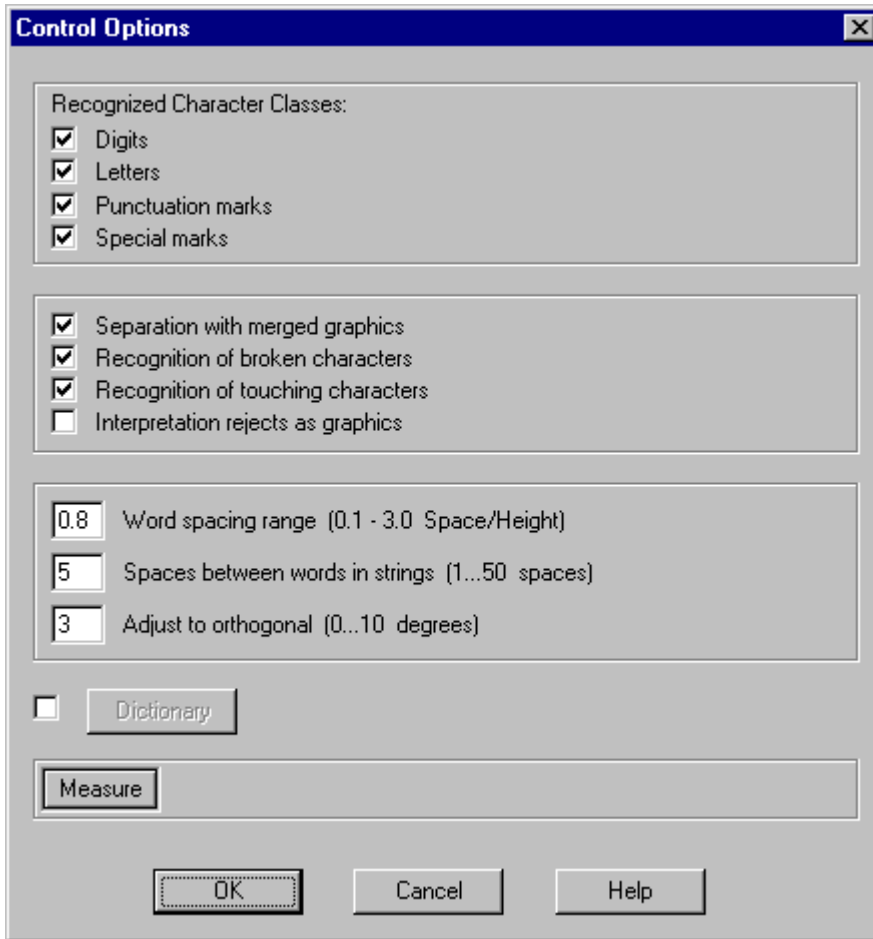 Control Options
Recognized Character Classes:
Digits
Letters
Punctuation marks
Special marks
Separation with merged graphics
Recognition of broken characters
Recognition of touching characters
Interpretation rejects as graphics
0.8 Word spacing range (0.1 - 3.0 Space/Height)
5 Spaces between words in strings (1...50 spaces)
3 Adjust to orthogonal (0...10 degrees)
Dictionary
Measure
OK Cancel Help